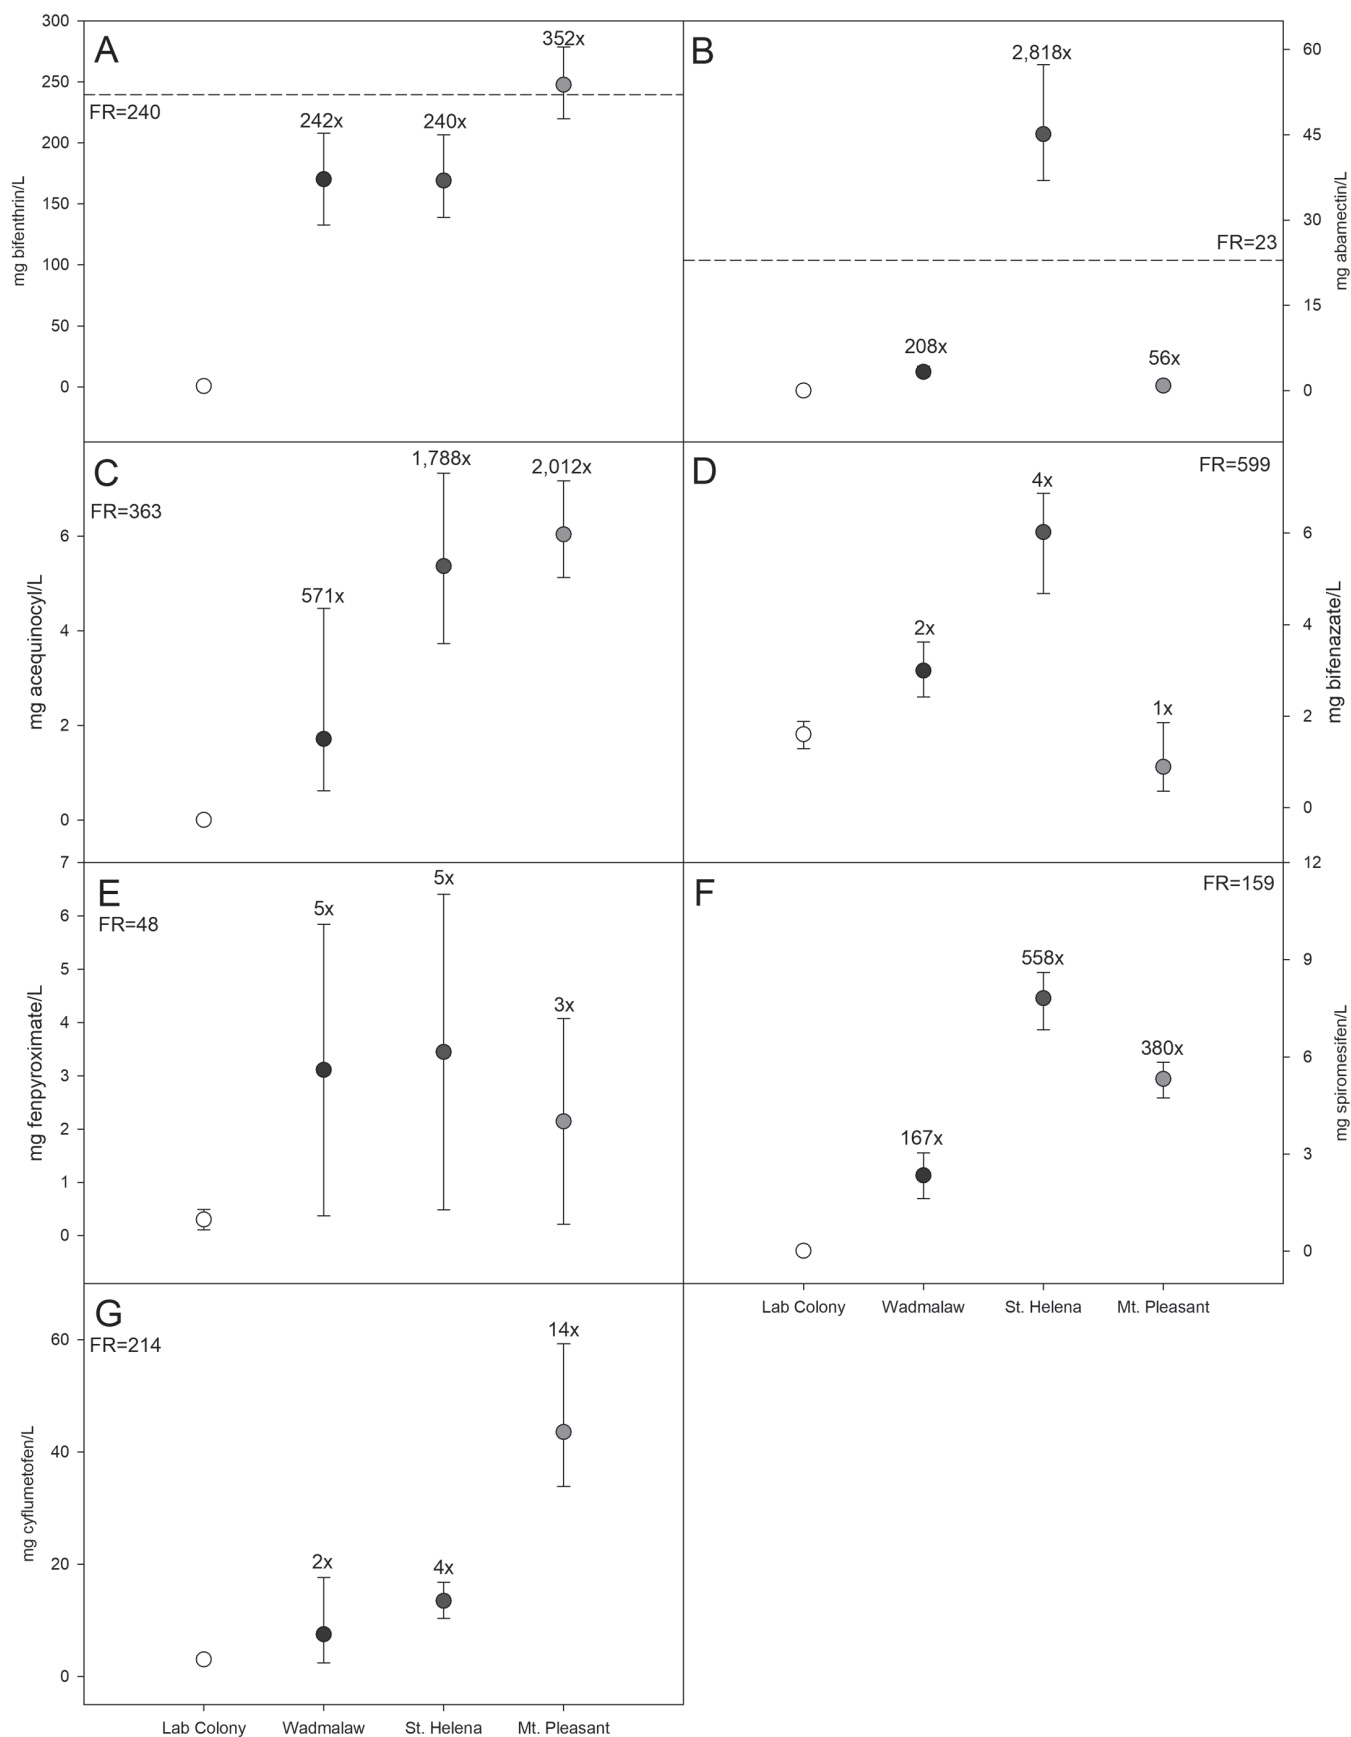 A
mg bifenthrin/L
300
250
200
150
100
50
0
FR=240
242x
240x
352x
B
2,818x
208x
56x
FR=23
60
45
30
15
0
mg abamectin/L
C
FR=363
mg acequinocyl/L
6
4
2
0
571x
1,788x
2,012x
D
FR=599
2x
4x
1x
6
4
2
0
mg bifenazate/L
E
FR=48
mg fenpyroximate/L
7
6
5
4
3
2
1
0
5x
5x
3x
F
FR=159
167x
558x
380x
12
9
6
3
0
mg spiromesifen/L
Lab Colony Wadmalaw St. Helena Mt. Pleasant
G
FR=214
mg cyflumetofen/L
60
40
20
0
2x
4x
14x
Lab Colony Wadmalaw St. Helena Mt. Pleasant